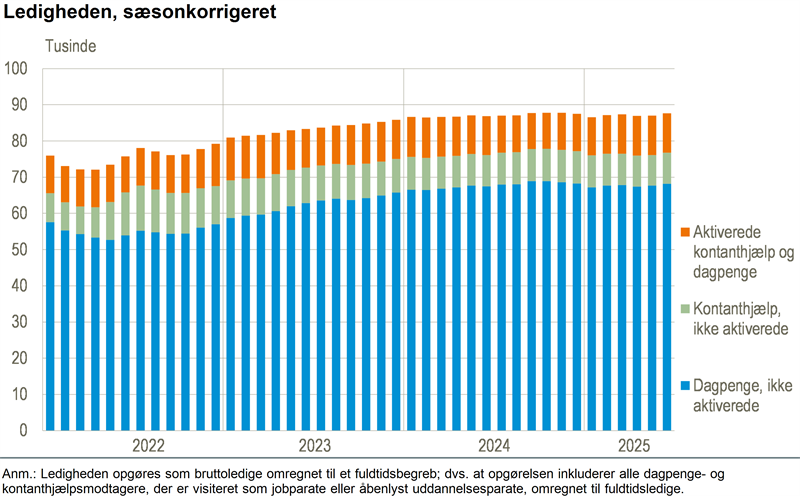 Ledigheden, sæsonkorrigeret
Tusinde
100
90
80
70
60
50
40
30
20
10
0
2022
2023
2024
2025
Aktiverede
kontanthjælp og
dagpenge
Kontanthjælp,
ikke aktiverede
Dagpenge, ikke
aktiverede
Anm.: Ledigheden opgøres som bruttoledige omregnet til et fuldtidsbegreb; dvs. at opgørelsen inkluderer alle dagpenge- og
kontanthjælpsmodtagere, der er visiteret som jobparate eller åbenlyst uddannelsesparate, omregnet til fuldtidsledige.